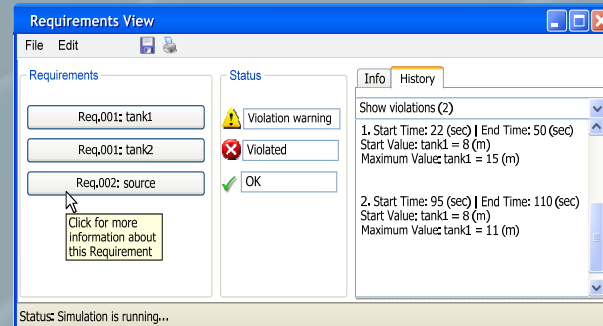 Requirements View
File Edit
Requirements
Req.001: tank1
Req.001: tank2
Req.002: source
Click for more
information about
this Requirement
Status
Violation warning
Violated
OK
Info History
Show violations (2)
1. Start Time: 22 (sec) | End Time: 50 (sec)
Start Value: tank1 = 8 (m)
Maximum Value: tank1 = 15 (m)
2. Start Time: 95 (sec) | End Time: 110 (sec)
Start Value: tank1 = 8 (m)
Maximum Value: tank1 = 11 (m)
Status: Simulation is running...